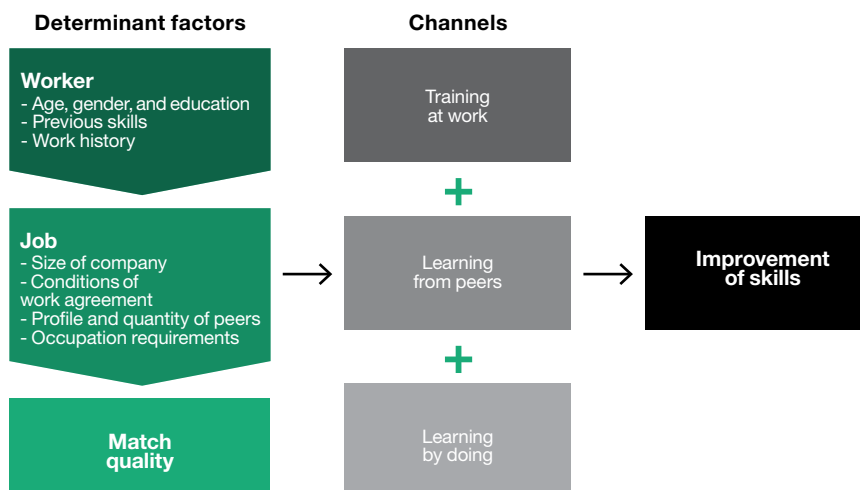 Determinant factors
Worker
- Age, gender, and education
- Previous skills
- Work history
Job
- Size of company
- Conditions of
work agreement
- Profile and quantity of peers
- Occupation requirements
Match
quality
Channels
Training
at work
+
Learning
from peers
+
Learning
by doing
Improvement
of skills